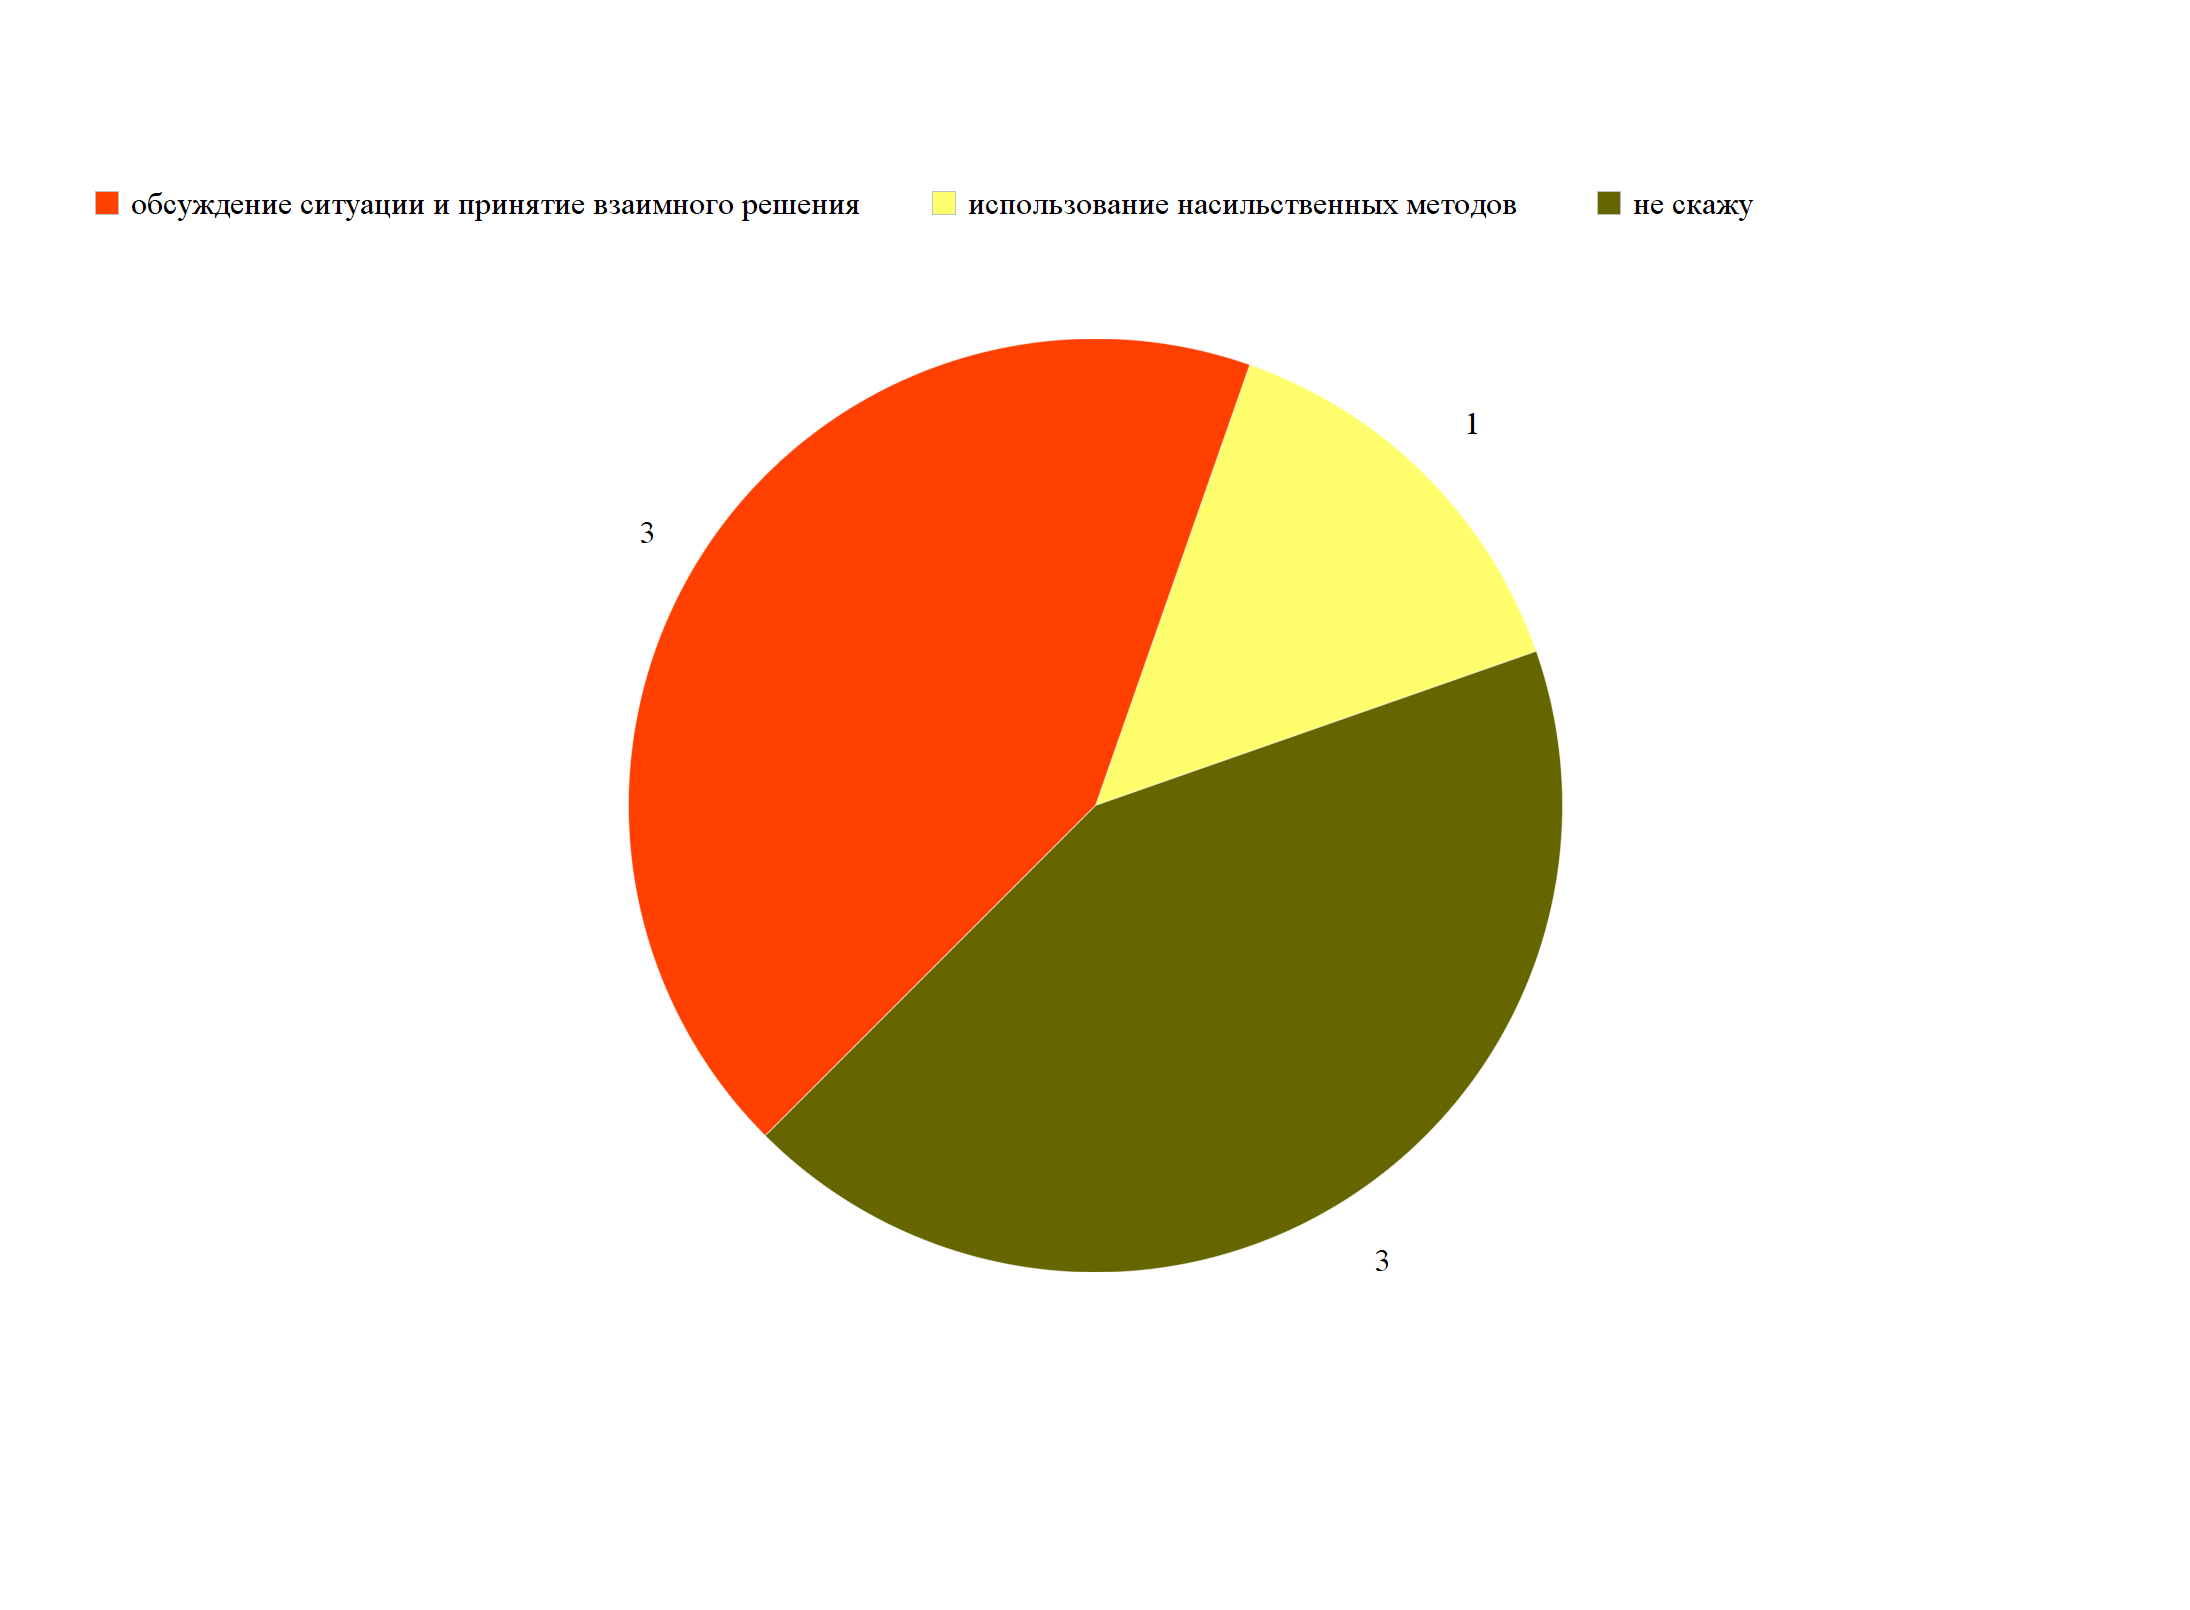 обсуждение ситуации и принятие взаимного решения использование насильственных методов не скажу
1
3
3